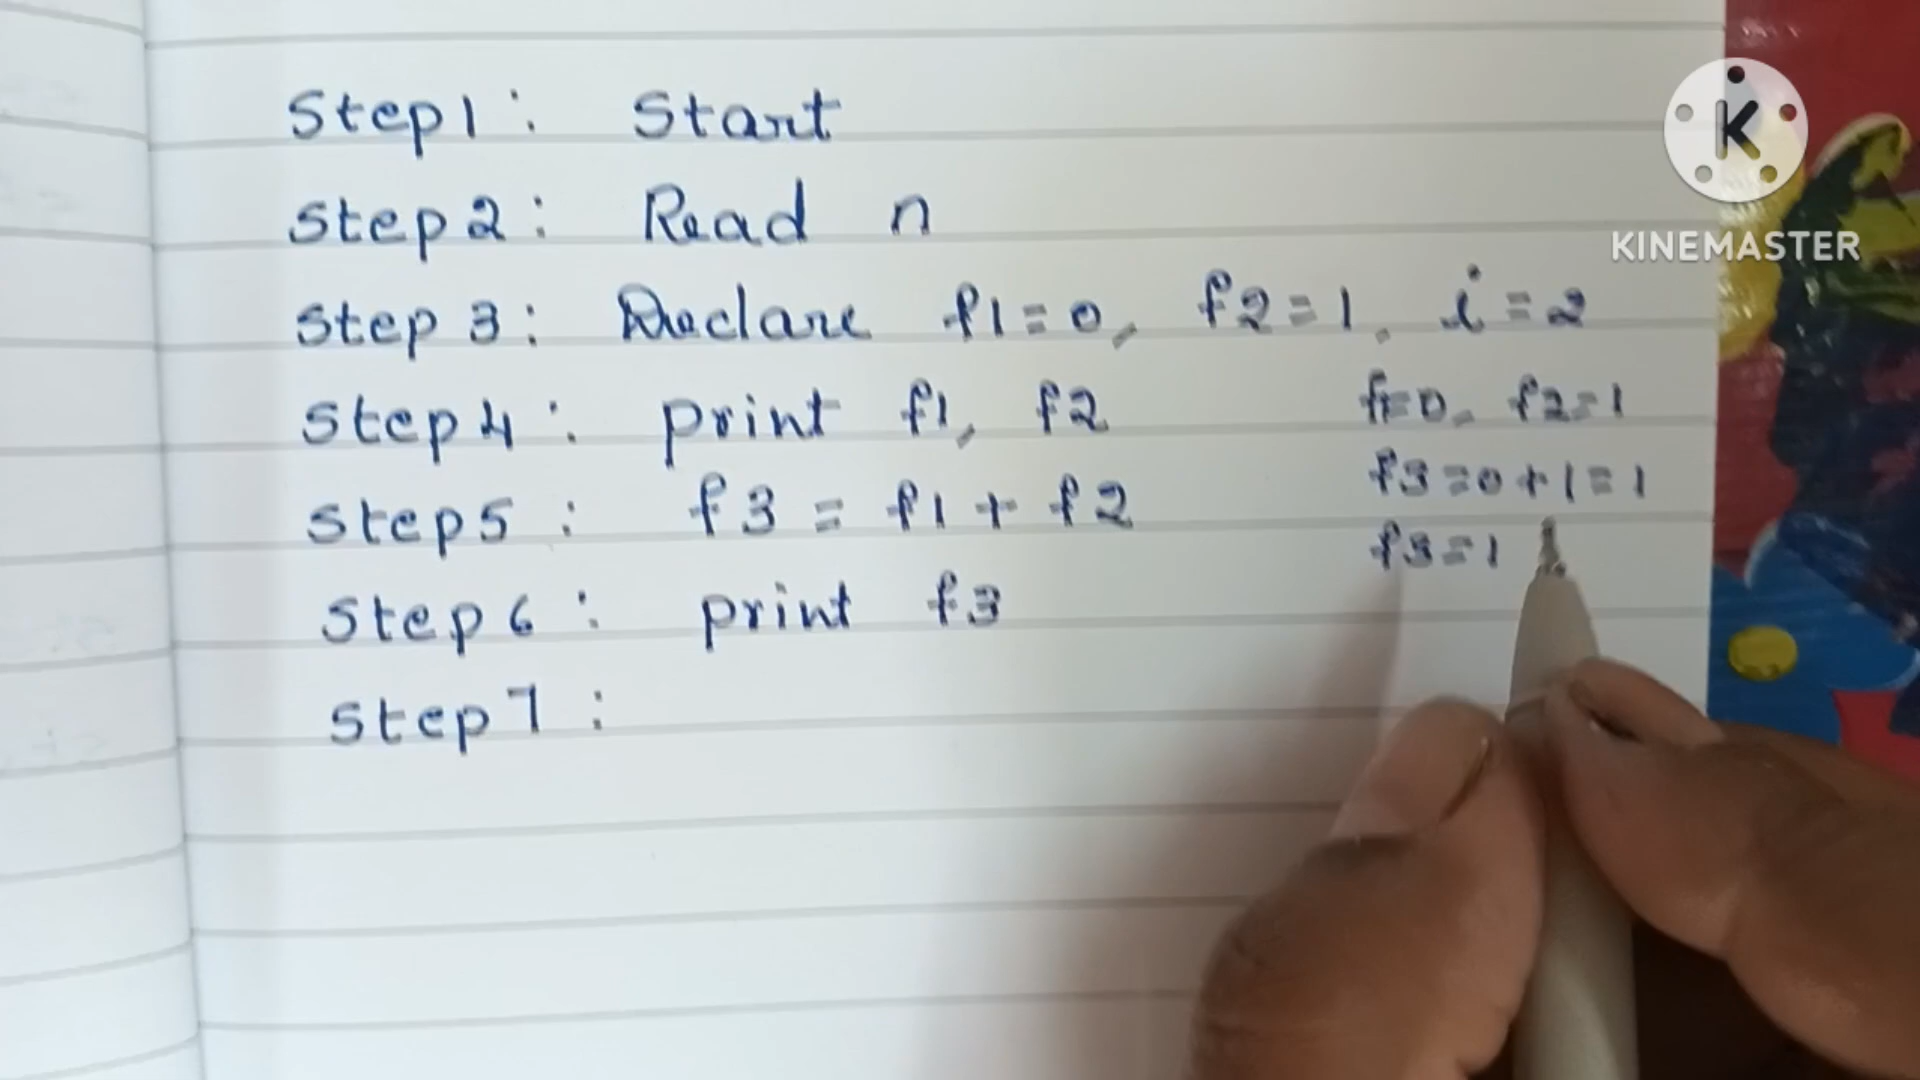 Step1: Start
Step2: Read n
Step 3: Declare f1=0, f2=1, i=2
Step4: print f1, f2
f1=0, f2=1
Step5: f3 = f1+f2
f3=0+1=1
f3=1
Step6: print f3
Step7:
K
KINEMASTER